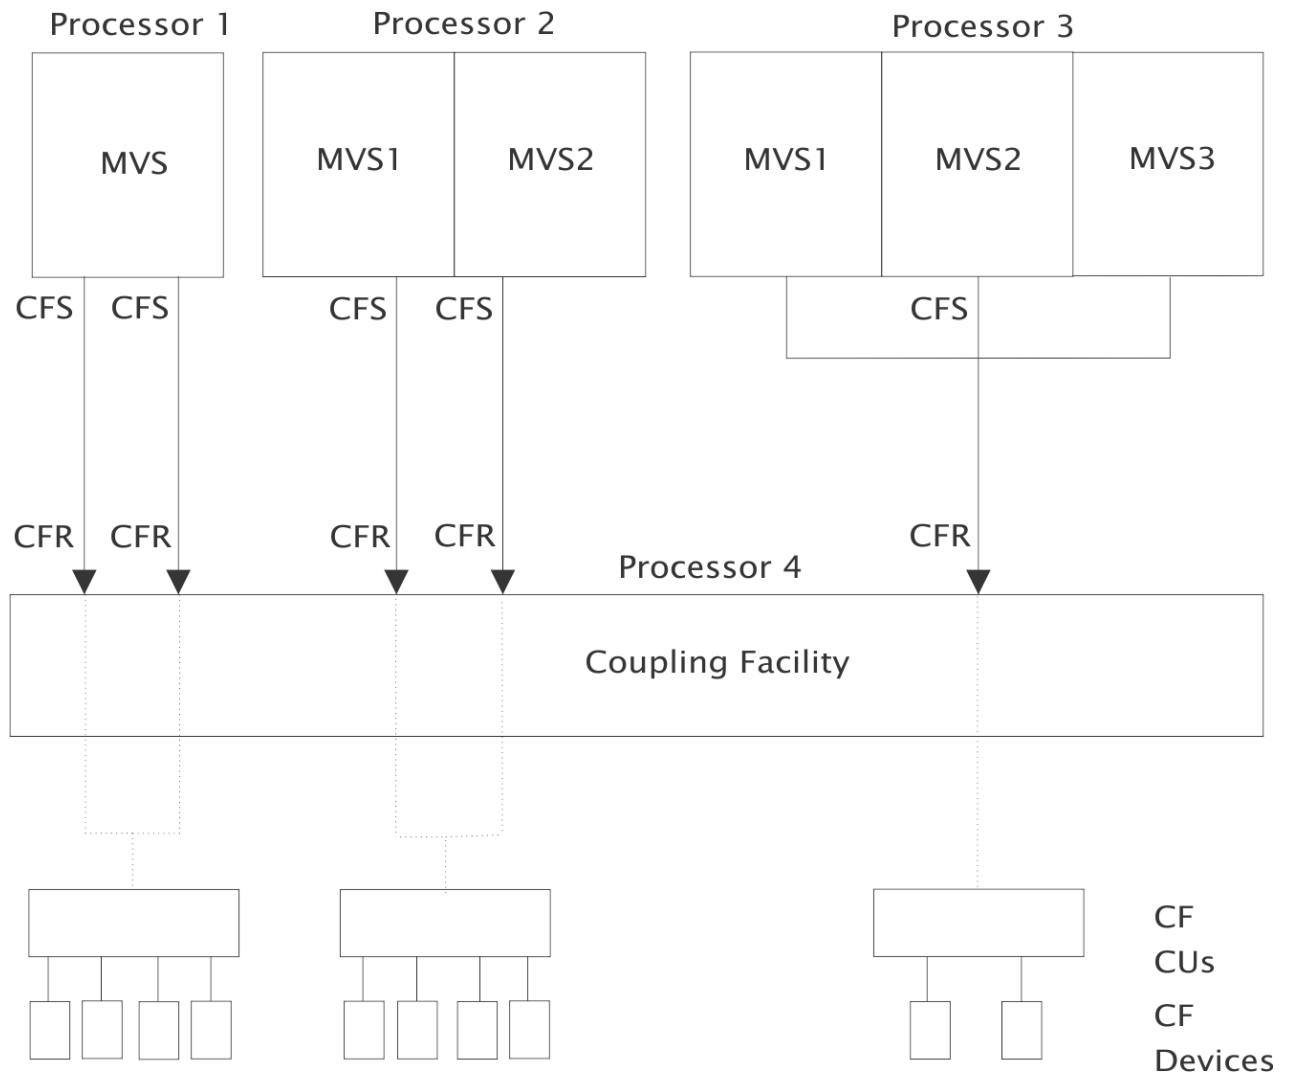 Processor 1
Processor 2
Processor 3
MVS
MVS1
MVS2
MVS1
MVS2
MVS3
CFS
CFS
CFS
CFS
CFS
CFR
CFR
CFR
CFR
CFR
Processor 4
Coupling Facility
CF
CUs
CF
Devices